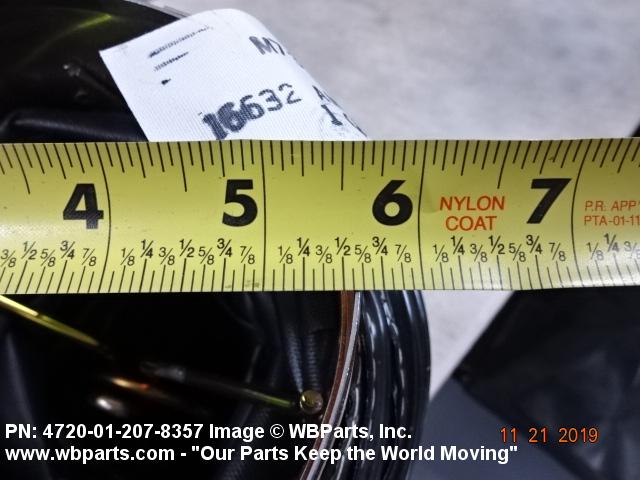 16632
4 5 6 NYLON 7 P.R. APP'
COAT PTA-01-11
3/8 1/2 5/8 3/4 7/8 1/8 1/4 3/8 1/2 5/8 3/4 7/8 1/8 1/4 3/8 1/2 5/8 3/4 7/8 1/8 1/4 3/8 1/2 5/8 3/4 7/8 1/8 1/4 3/8
PN: 4720-01-207-8357 Image © WBParts, Inc.
11 21 2019
www.wbparts.com - "Our Parts Keep the World Moving"